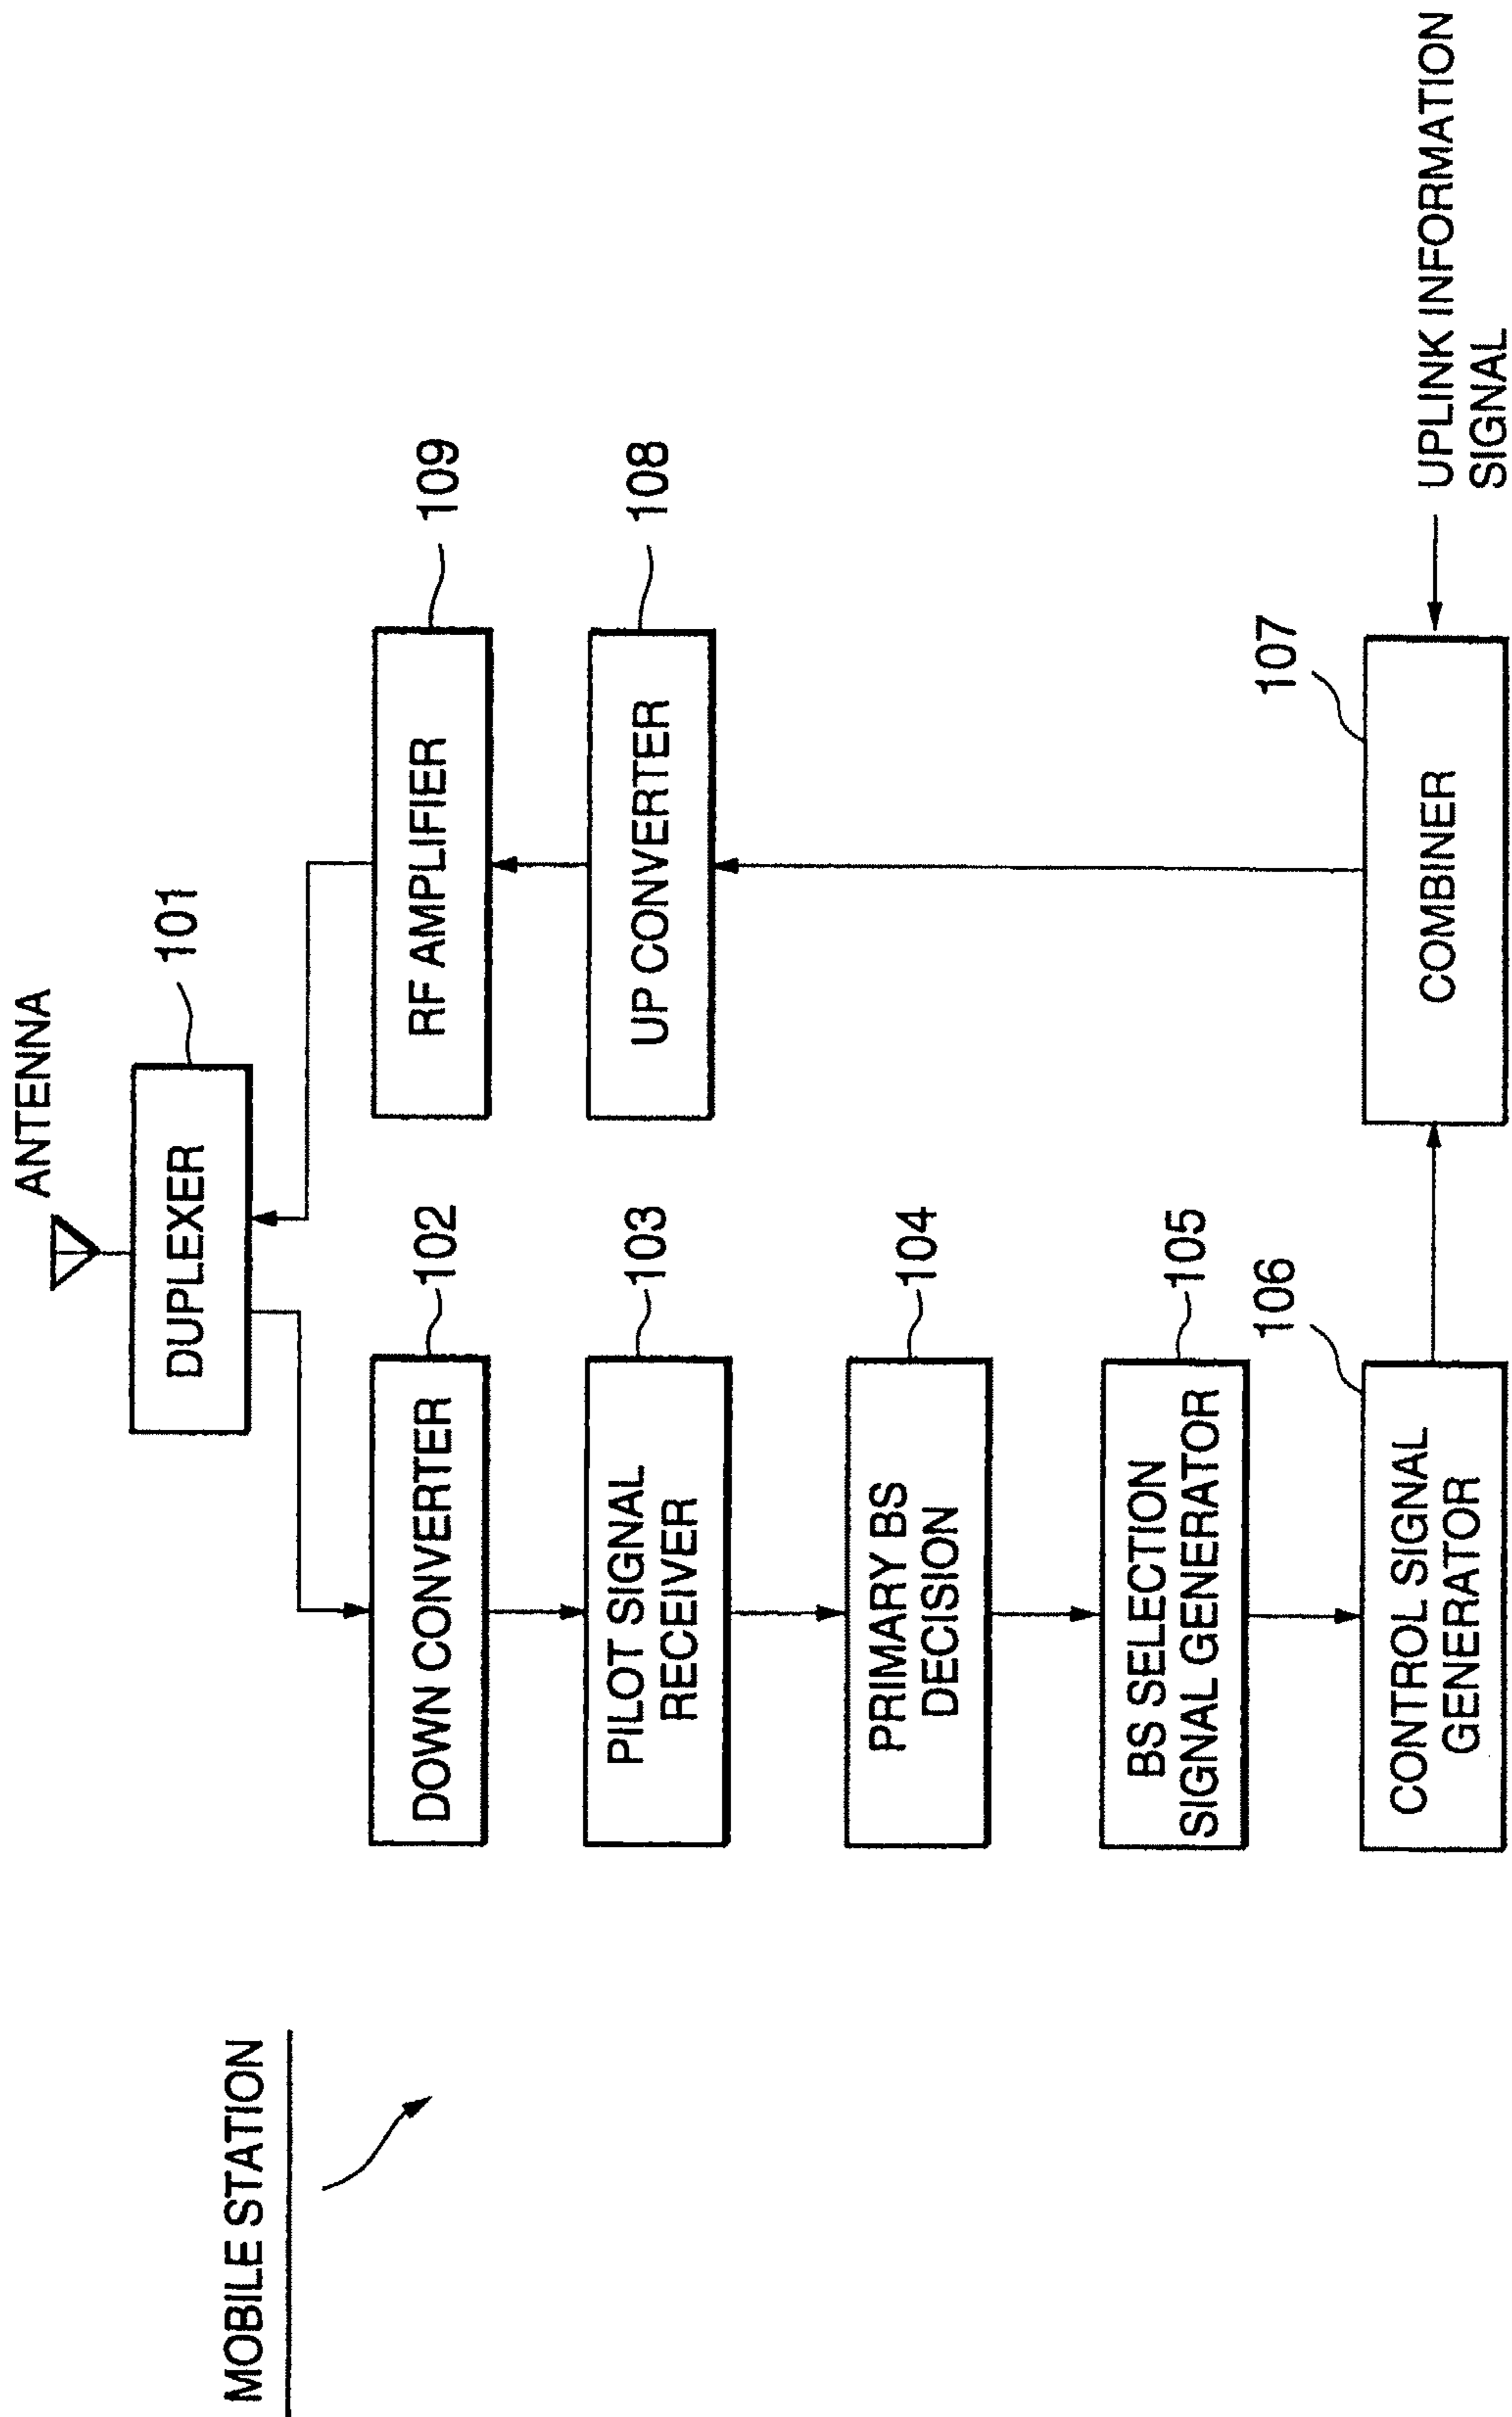 MOBILE STATION
ANTENNA
DUPLEXER
101
DOWN CONVERTER
102
PILOT SIGNAL
RECEIVER
103
PRIMARY BS
DECISION
104
BS SELECTION
SIGNAL GENERATOR
105
CONTROL SIGNAL
GENERATOR
106
RF AMPLIFIER
109
UP CONVERTER
108
COMBINER
107
UPLINK INFORMATION
SIGNAL